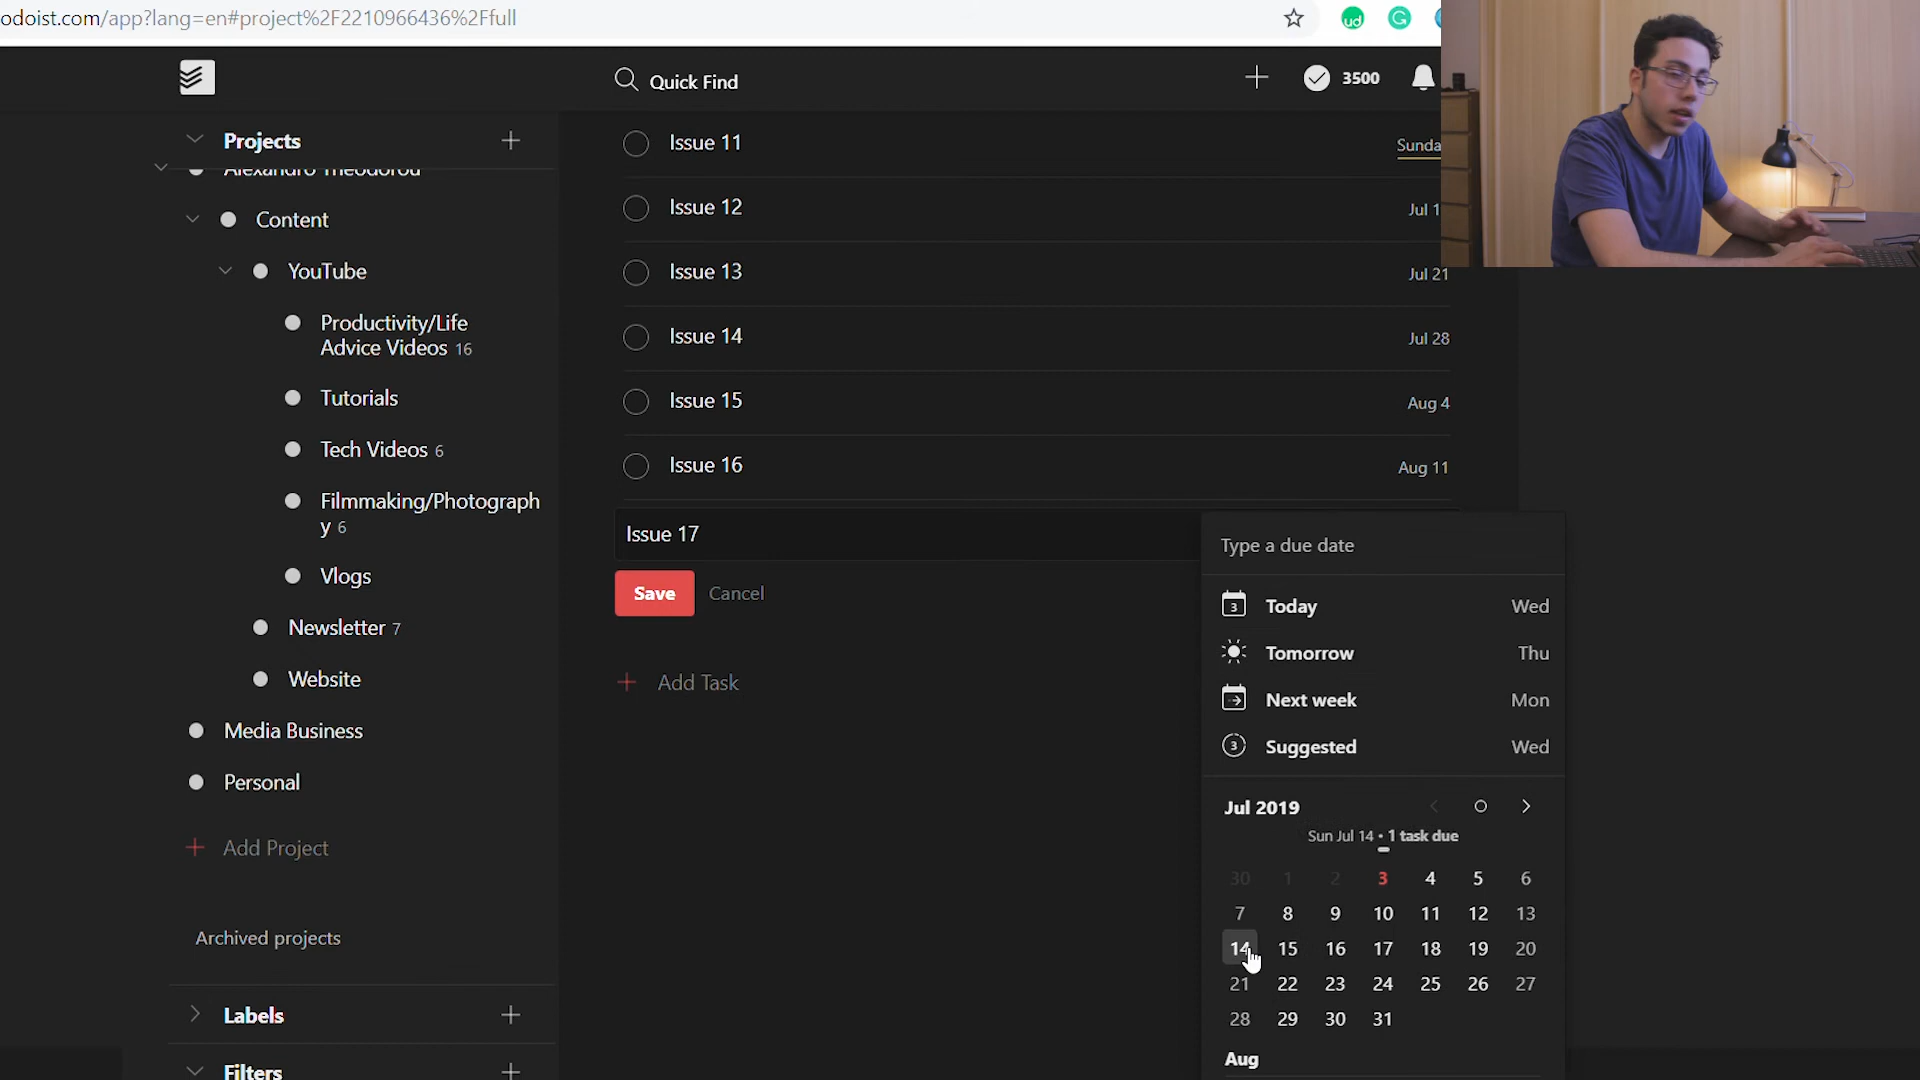 odoist.com/app?lang=en#project%2F2210966436%2Ffull
ud
G
Quick Find
3500
Projects
Alexandro Theodorou
Content
YouTube
Productivity/Life
Advice Videos 16
Tutorials
Tech Videos 6
Filmmaking/Photograph
y 6
Vlogs
Newsletter 7
Website
Media Business
Personal
Add Project
Archived projects
Labels
Filters
Issue 11
Sunda
Issue 12
Jul 1
Issue 13
Jul 21
Issue 14
Jul 28
Issue 15
Aug 4
Issue 16
Aug 11
Issue 17
Save Cancel
Add Task
Type a due date
3 Today Wed
Tomorrow Thu
Next week Mon
3 Suggested Wed
Jul 2019
Sun Jul 14 • 1 task due
30 1 2 3 4 5 6
7 8 9 10 11 12 13
14 15 16 17 18 19 20
21 22 23 24 25 26 27
28 29 30 31
Aug